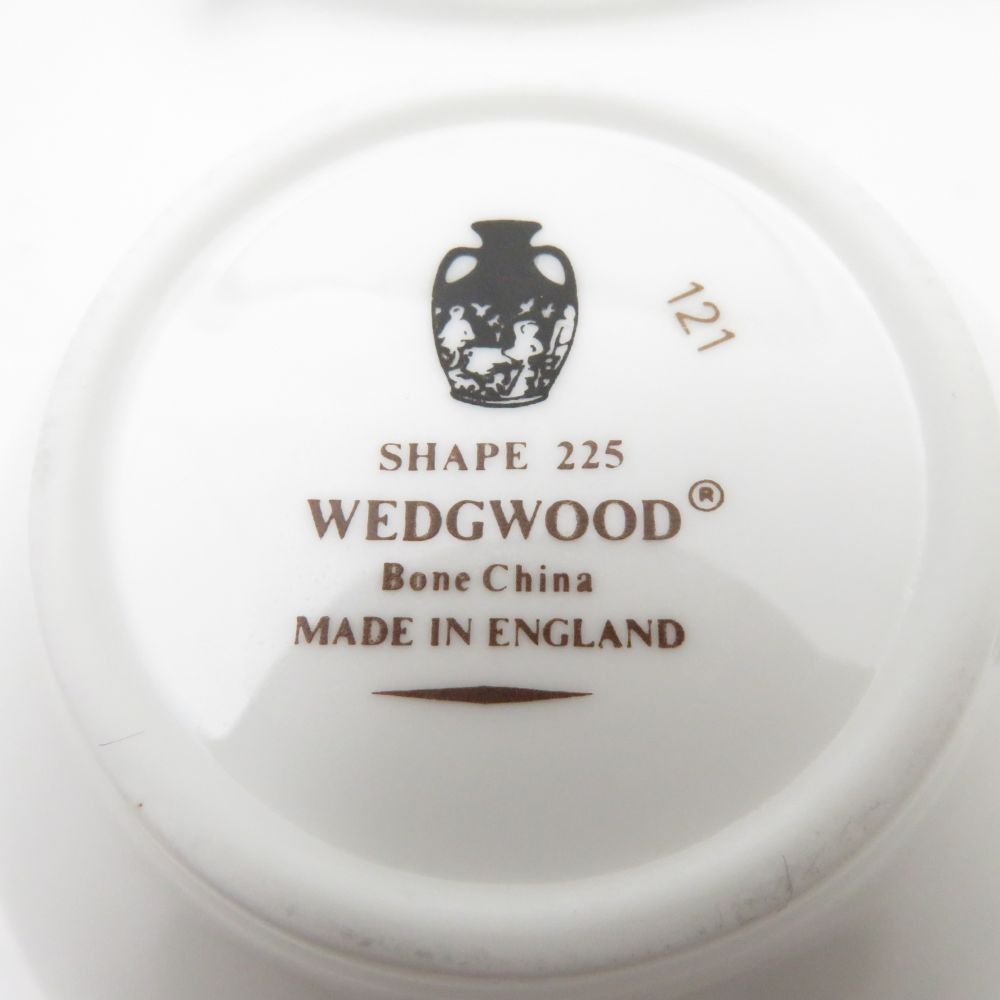 121
SHAPE 225
WEDGWOOD®
Bone China
MADE IN ENGLAND